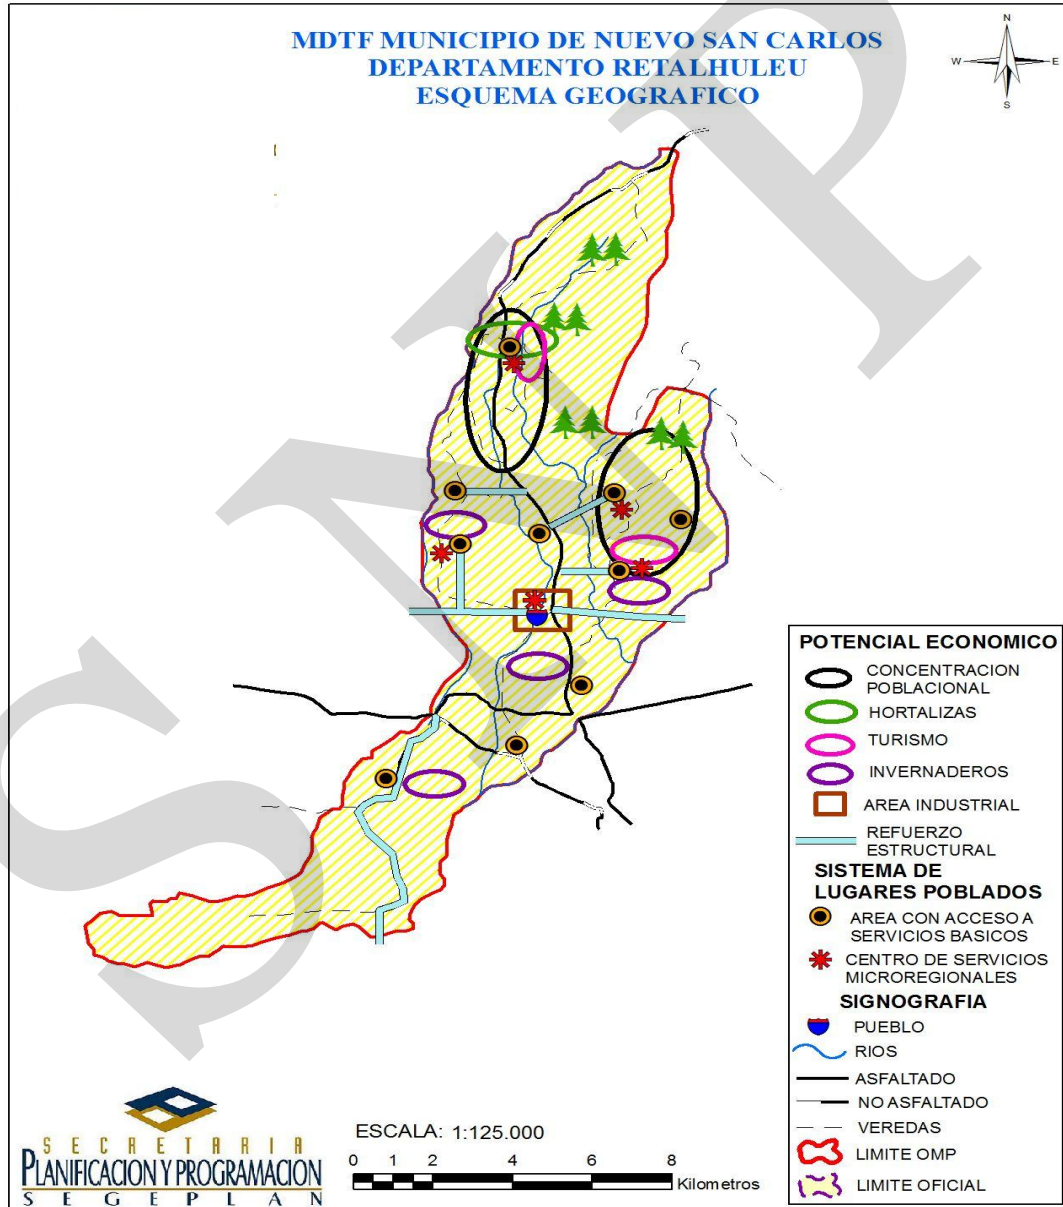 MDTF MUNICIPIO DE NUEVO SAN CARLOS
DEPARTAMENTO RETALHULEU
ESQUEMA GEOGRAFICO
N
W
E
S
SNP
POTENCIAL ECONOMICO
CONCENTRACION
POBLACIONAL
HORTALIZAS
TURISMO
INVERNADEROS
AREA INDUSTRIAL
REFUERZO
ESTRUCTURAL
SISTEMA DE
LUGARES POBLADOS
AREA CON ACCESO A
SERVICIOS BASICOS
CENTRO DE SERVICIOS
MICROREGIONALES
SIGNOGRAFIA
PUEBLO
RIOS
ASFALTADO
NO ASFALTADO
VEREDAS
LIMITE OMP
LIMITE OFICIAL
SECRETARIA
PLANIFICACION Y PROGRAMACION
SEGEPLAN
ESCALA: 1:125.000
0 1 2 4 6 8
Kilometros